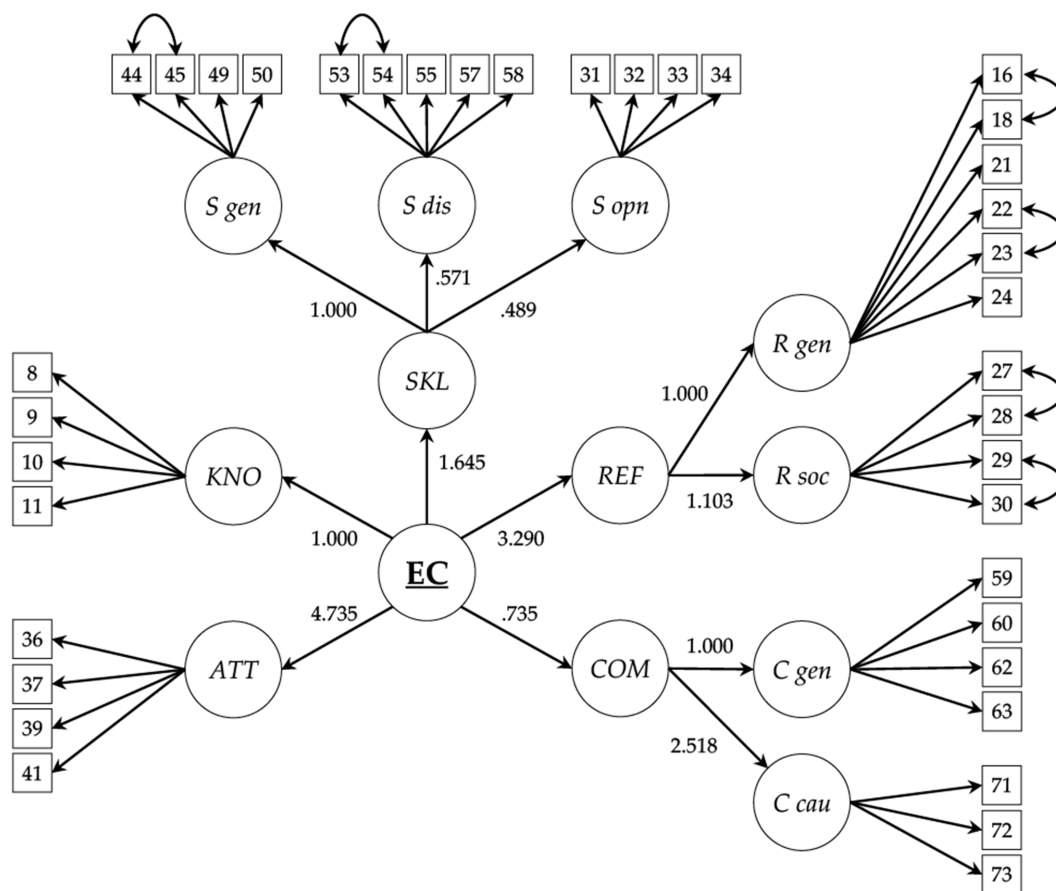 44 45 49 50
53 54 55 57 58
31 32 33 34
16
18
21
22
23
24
S gen
S dis
S opn
1.000
.571
.489
R gen
SKL
1.000
8
9
10
11
27
28
29
30
KNO
1.645
REF
1.103
R soc
1.000
3.290
EC
4.735
.735
59
60
62
63
36
37
39
41
ATT
COM
1.000
C gen
2.518
C cau
71
72
73